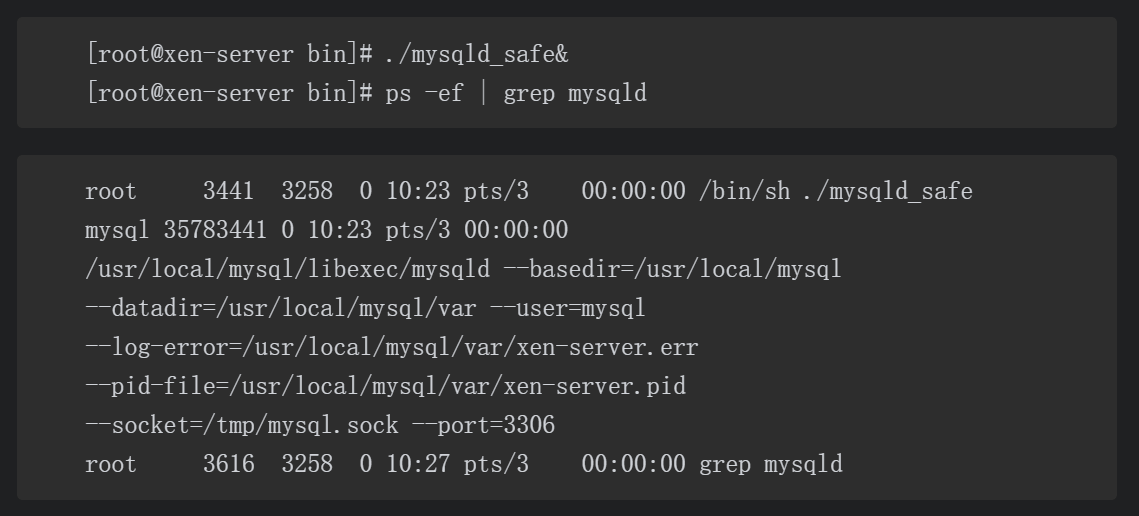 [root@xen-server bin]# ./mysqld_safe&
[root@xen-server bin]# ps -ef | grep mysqld
root 3441 3258 0 10:23 pts/3 00:00:00 /bin/sh ./mysqld_safe
mysql 35783441 0 10:23 pts/3 00:00:00
/usr/local/mysql/libexec/mysqld --basedir=/usr/local/mysql
--datadir=/usr/local/mysql/var --user=mysql
--log-error=/usr/local/mysql/var/xen-server.err
--pid-file=/usr/local/mysql/var/xen-server.pid
--socket=/tmp/mysql.sock --port=3306
root 3616 3258 0 10:27 pts/3 00:00:00 grep mysqld